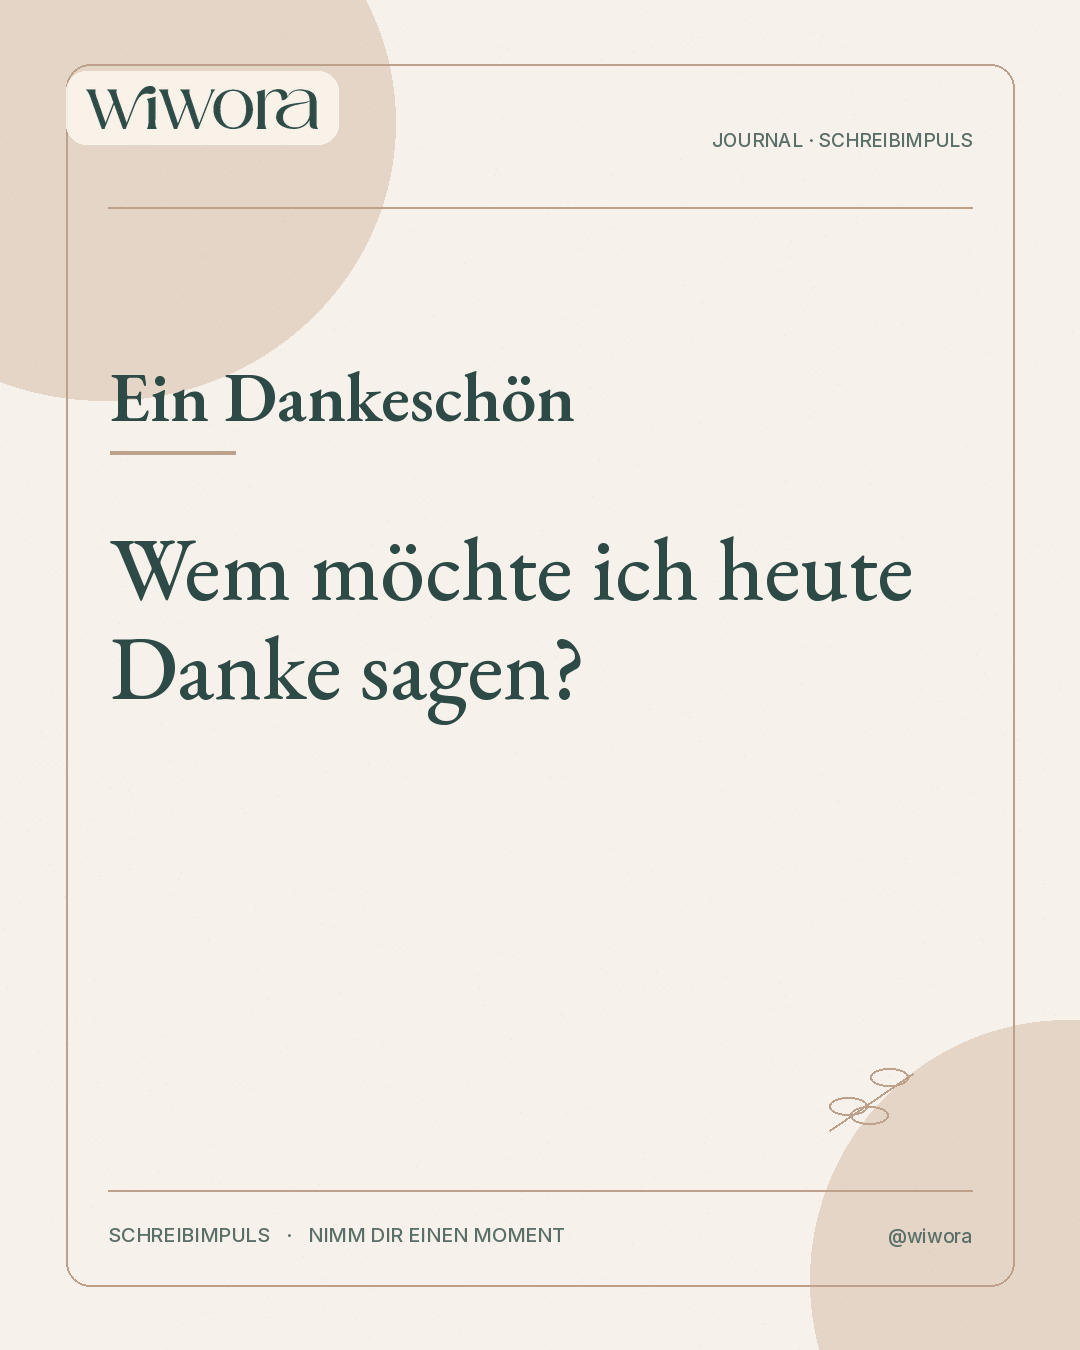 wiwora
JOURNAL · SCHREIBIMPULS
Ein Dankeschön
Wem möchte ich heute
Danke sagen?
SCHREIBIMPULS · NIMM DIR EINEN MOMENT
@wiwora